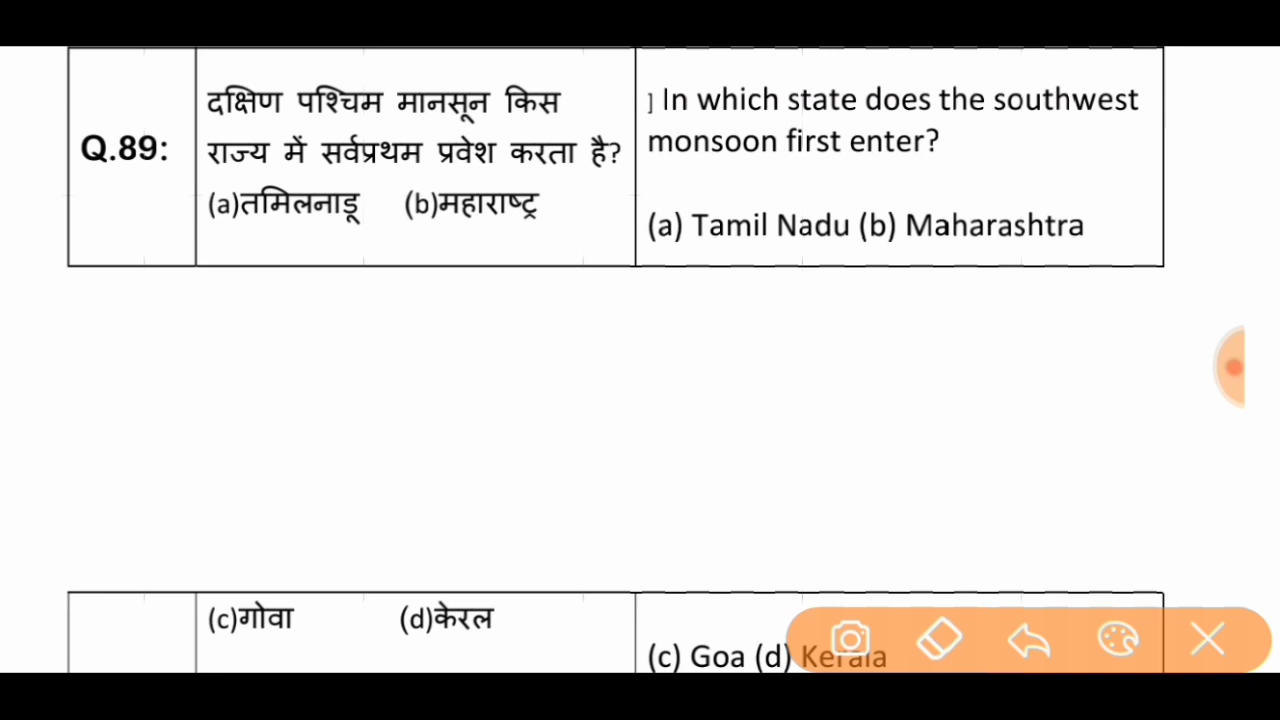 Q.89:
दक्षिण पश्चिम मानसून किस
राज्य में सर्वप्रथम प्रवेश करता है?
(a)तमिलनाडू (b)महाराष्ट्र
] In which state does the southwest
monsoon first enter?
(a) Tamil Nadu (b) Maharashtra
(c)गोवा (d)केरल
(c) Goa (d) Kerala